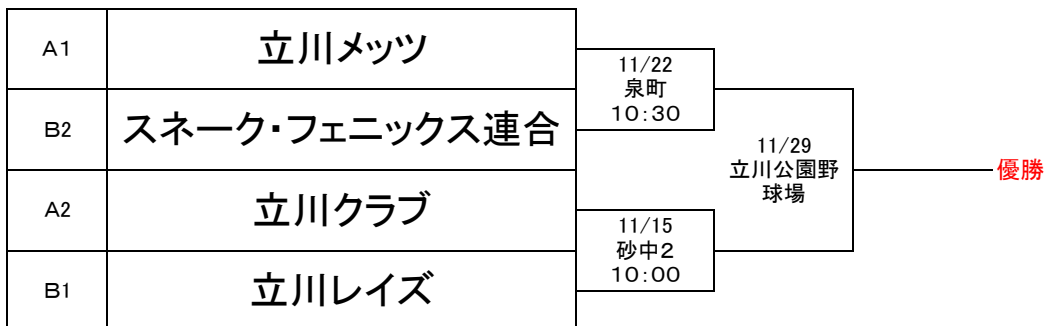 A1
立川メッツ
B2
スネーク・フェニックス連合
A2
立川クラブ
B1
立川レイズ
11/22
泉町
10:30
11/15
砂中2
10:00
11/29
立川公園野
球場
優勝